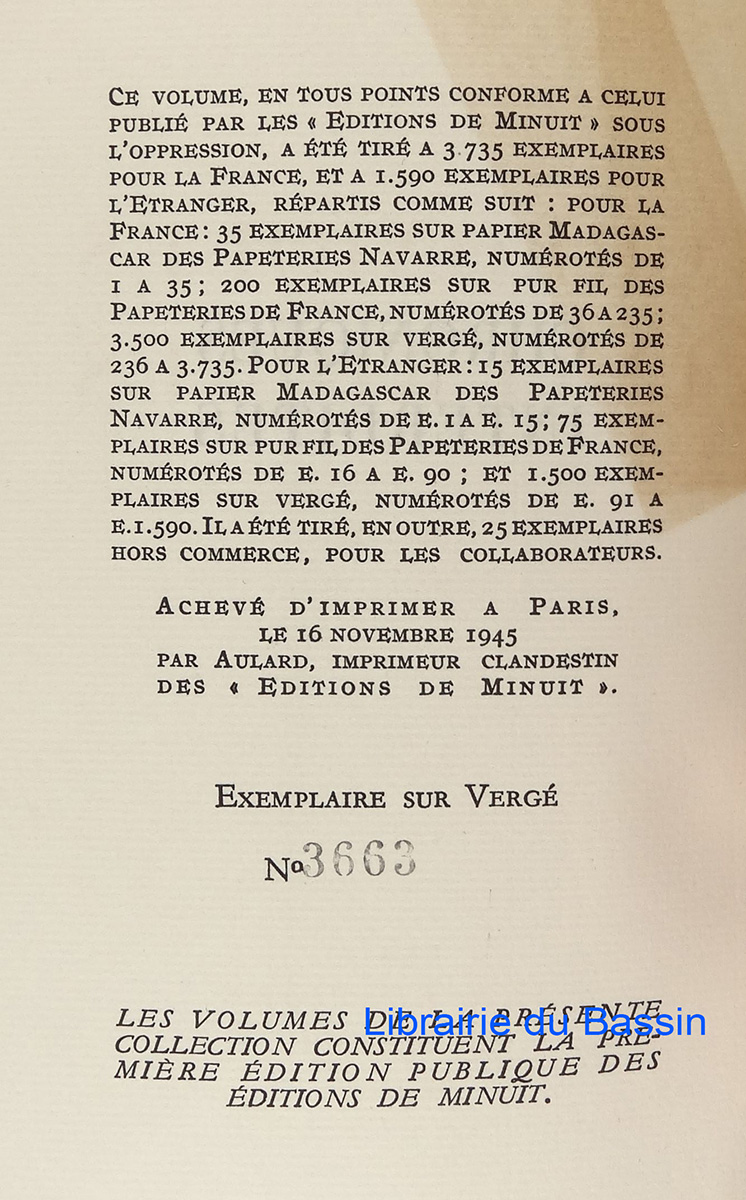 CE VOLUME, EN TOUS POINTS CONFORME A CELUI
PUBLIÉ PAR LES « EDITIONS DE MINUIT » SOUS
L'OPPRESSION, A ÉTÉ TIRÉ A 3.735 EXEMPLAIRES
POUR LA FRANCE, ET A 1.590 EXEMPLAIRES POUR
L'ETRANGER, RÉPARTIS COMME SUIT : POUR LA
FRANCE : 35 EXEMPLAIRES SUR PAPIER MADAGAS-
CAR DES PAPETERIES NAVARRE, NUMÉROTÉS DE
1 A 35 ; 200 EXEMPLAIRES SUR PUR FIL DES
PAPETERIES DE FRANCE, NUMÉROTÉS DE 36 A 235 ;
3.500 EXEMPLAIRES SUR VERGÉ, NUMÉROTÉS DE
236 A 3.735. POUR L'ETRANGER : 15 EXEMPLAIRES
SUR PAPIER MADAGASCAR DES PAPETERIES
NAVARRE, NUMÉROTÉS DE E. 1 A E. 15 ; 75 EXEM-
PLAIRES SUR PUR FIL DES PAPETERIES DE FRANCE,
NUMÉROTÉS DE E. 16 A E. 90 ; ET 1.500 EXEM-
PLAIRES SUR VERGÉ, NUMÉROTÉS DE E. 91 A
E.1.590. IL A ÉTÉ TIRÉ, EN OUTRE, 25 EXEMPLAIRES
HORS COMMERCE, POUR LES COLLABORATEURS.
ACHEVÉ D'IMPRIMER A PARIS,
LE 16 NOVEMBRE 1945
PAR AULARD, IMPRIMEUR CLANDESTIN
DES « EDITIONS DE MINUIT ».
EXEMPLAIRE SUR VERGÉ
No 3663
LES VOLUMES DE LA PRÉSENTE
Librairie du Bassin
COLLECTION CONSTITUENT LA PRE-
MIÈRE ÉDITION PUBLIQUE DES
ÉDITIONS DE MINUIT.